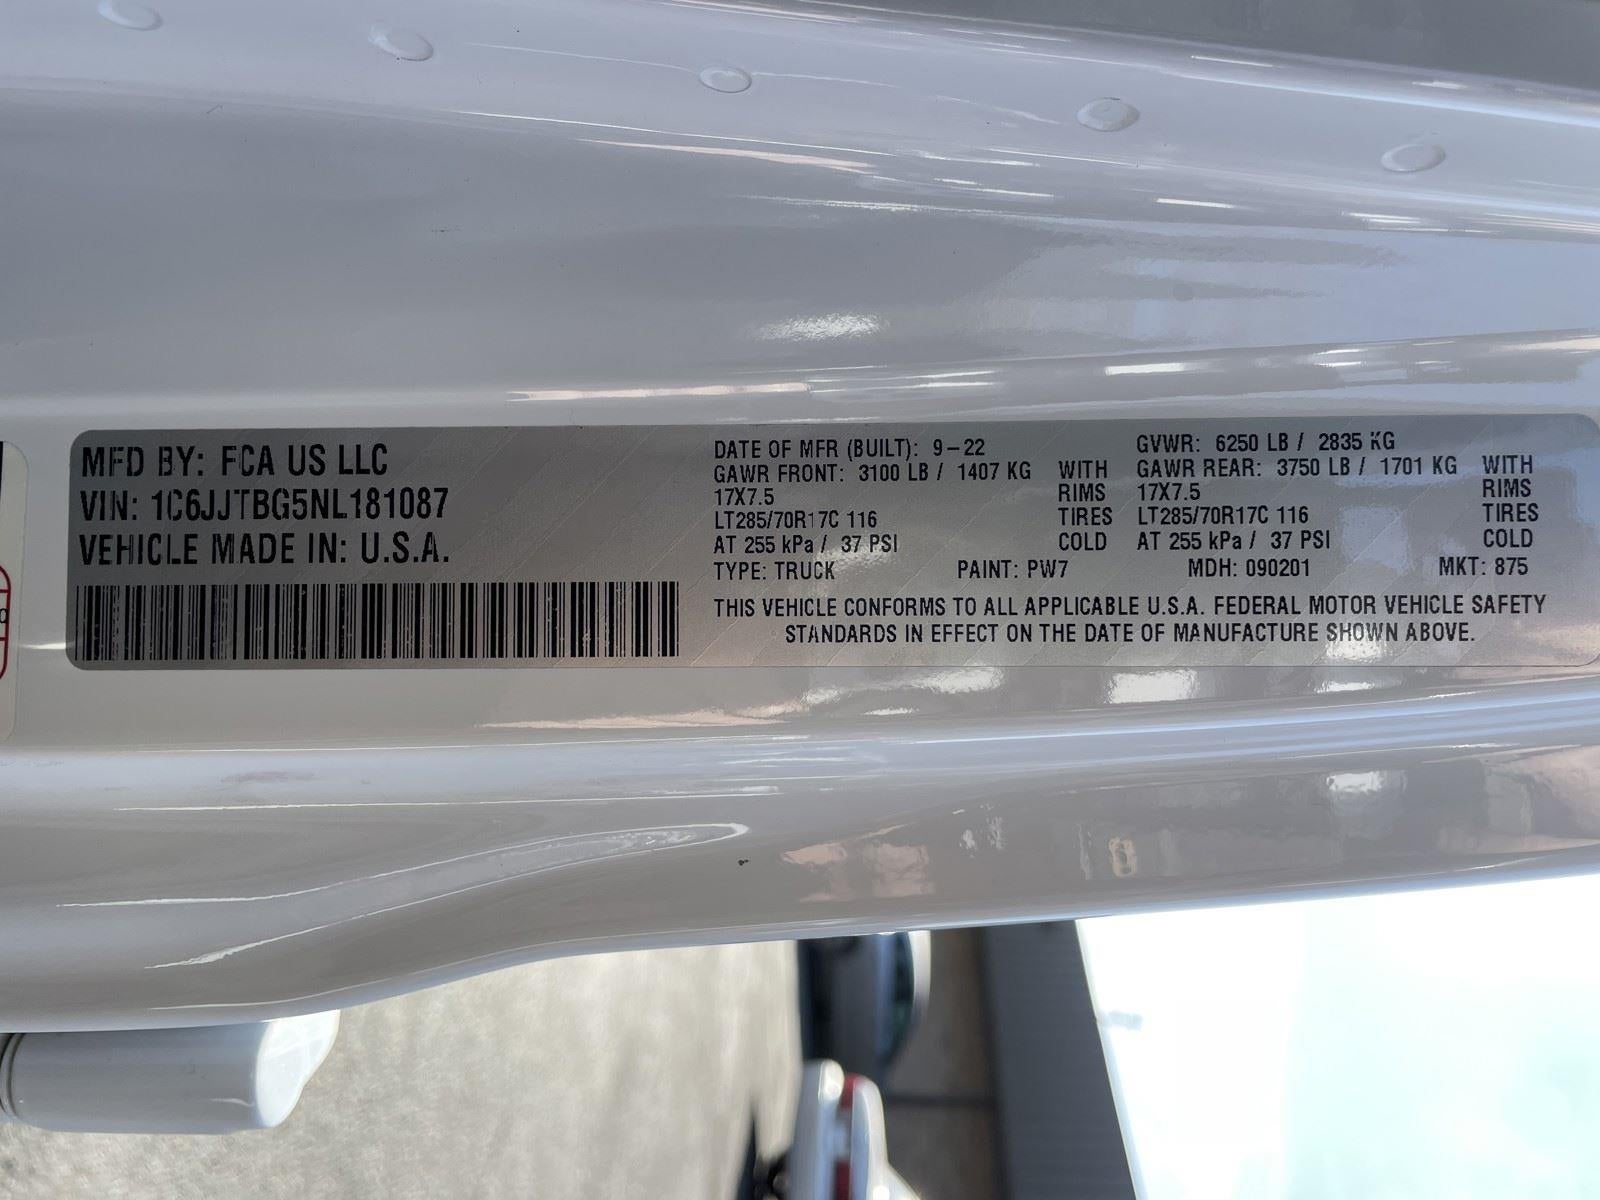 MFD BY: FCA US LLC
VIN: 1C6JJTBG5NL181087
VEHICLE MADE IN: U.S.A.
DATE OF MFR (BUILT): 9-22
GAWR FRONT: 3100 LB / 1407 KG WITH
17X7.5 RIMS
LT285/70R17C 116 TIRES
AT 255 kPa / 37 PSI COLD
GVWR: 6250 LB / 2835 KG
GAWR REAR: 3750 LB / 1701 KG WITH
17X7.5 RIMS
LT285/70R17C 116 TIRES
AT 255 kPa / 37 PSI COLD
TYPE: TRUCK PAINT: PW7 MDH: 090201 MKT: 875
THIS VEHICLE CONFORMS TO ALL APPLICABLE U.S.A. FEDERAL MOTOR VEHICLE SAFETY
STANDARDS IN EFFECT ON THE DATE OF MANUFACTURE SHOWN ABOVE.